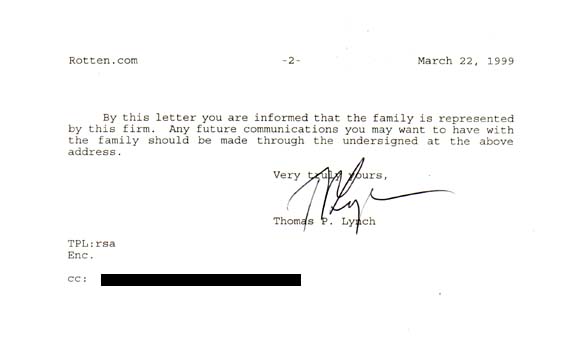 Rotten.com -2- March 22, 1999
By this letter you are informed that the family is represented
by this firm. Any future communications you may want to have with
the family should be made through the undersigned at the above
address.
Very truly yours,
Thomas P. Lynch
TPL:rsa
Enc.
cc: